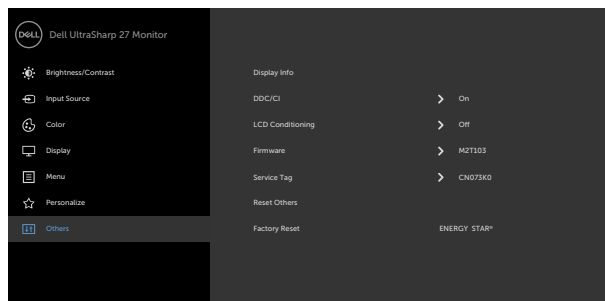 DELL Dell UltraSharp 27 Monitor
Brightness/Contrast
Display Info
Input Source
DDC/CI On
Color
LCD Conditioning Off
Display
Firmware M2T103
Menu
Service Tag CN073K0
Personalize
Reset Others
Others
Factory Reset ENERGY STAR®